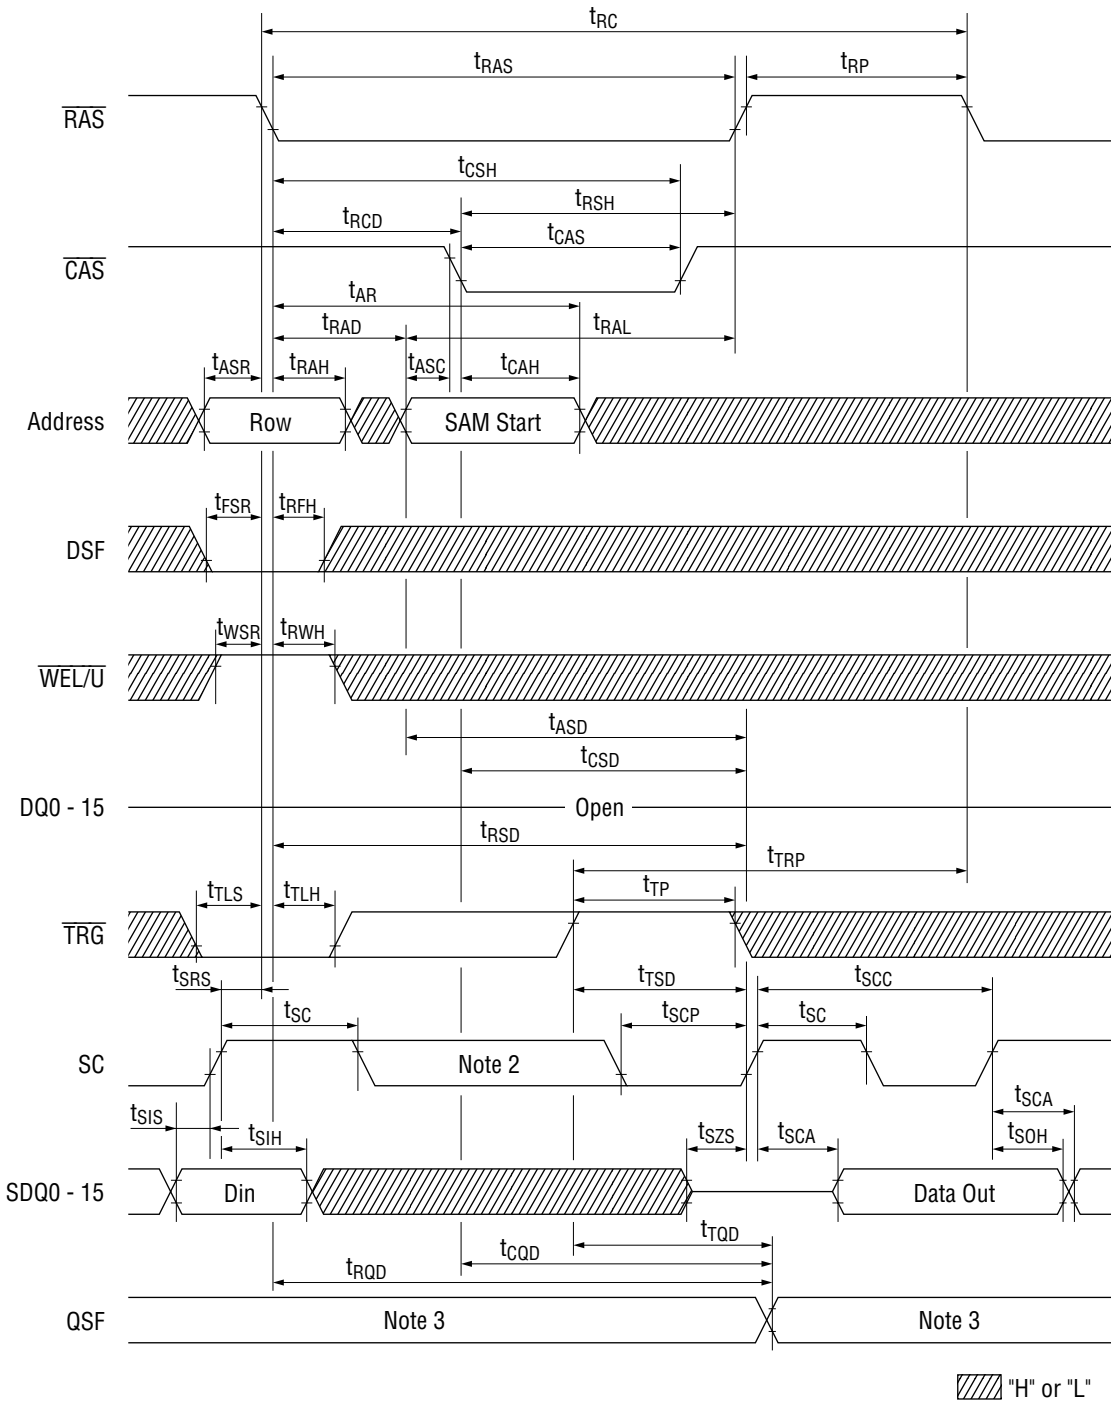 tRC
tRAS
tRP
RAS
tCSH
tRSH
tRCD
tCAS
CAS
tAR
tRAD
tRAL
tASR
tRAH
tASC
tCAH
Address
Row
SAM Start
tFSR
tRFH
DSF
tWSR
tRWH
WEL/U
tASD
tCSD
DQ0 - 15
Open
tRSD
tTRP
tTP
tTLS
tTLH
TRG
tSRS
tTSD
tSCC
tSC
tSCP
tSC
SC
Note 2
tSIS
tSIH
tSZS
tSCA
tSCA
tSOH
SDQ0 - 15
Din
Data Out
tTQD
tCQD
tRQD
QSF
Note 3
Note 3
"H" or "L"